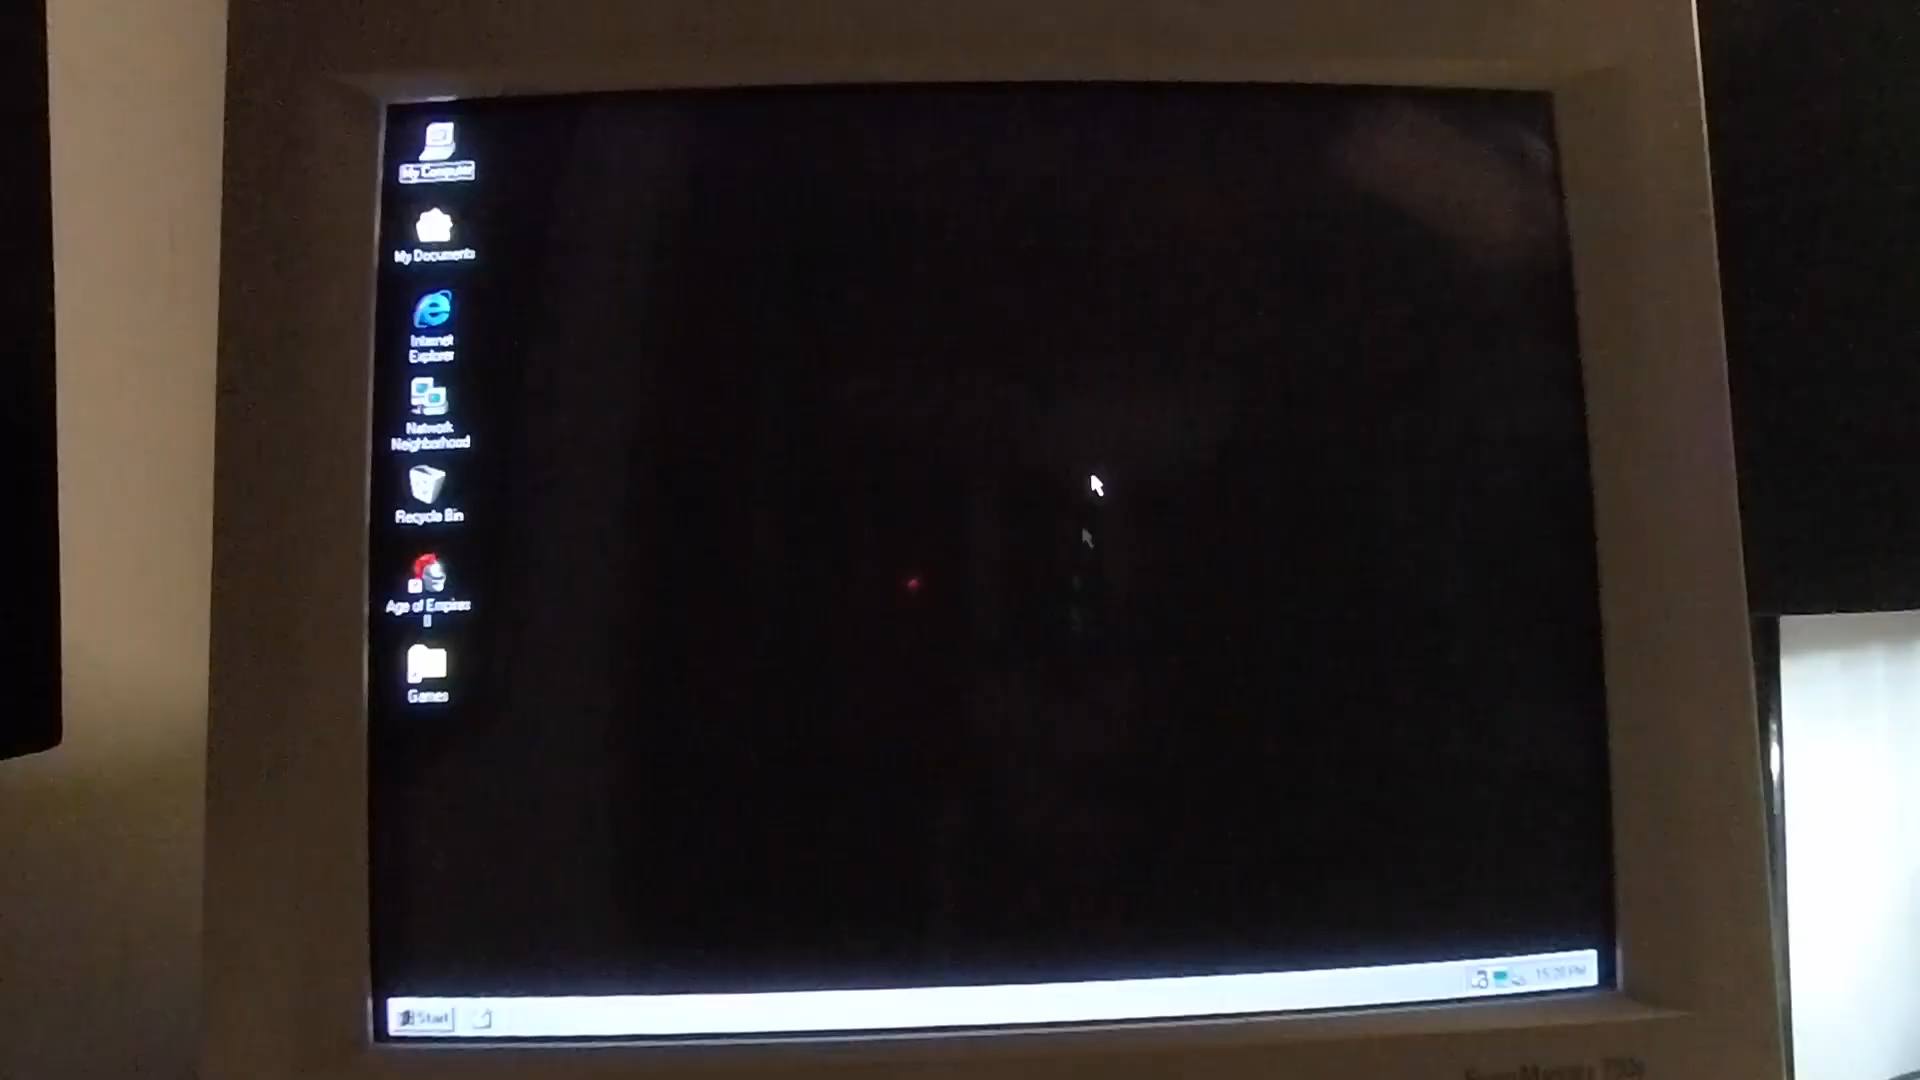 My Computer
My Documents
Internet
Explorer
Network
Neighborhood
Recycle Bin
Age of Empires
II
Games
Start